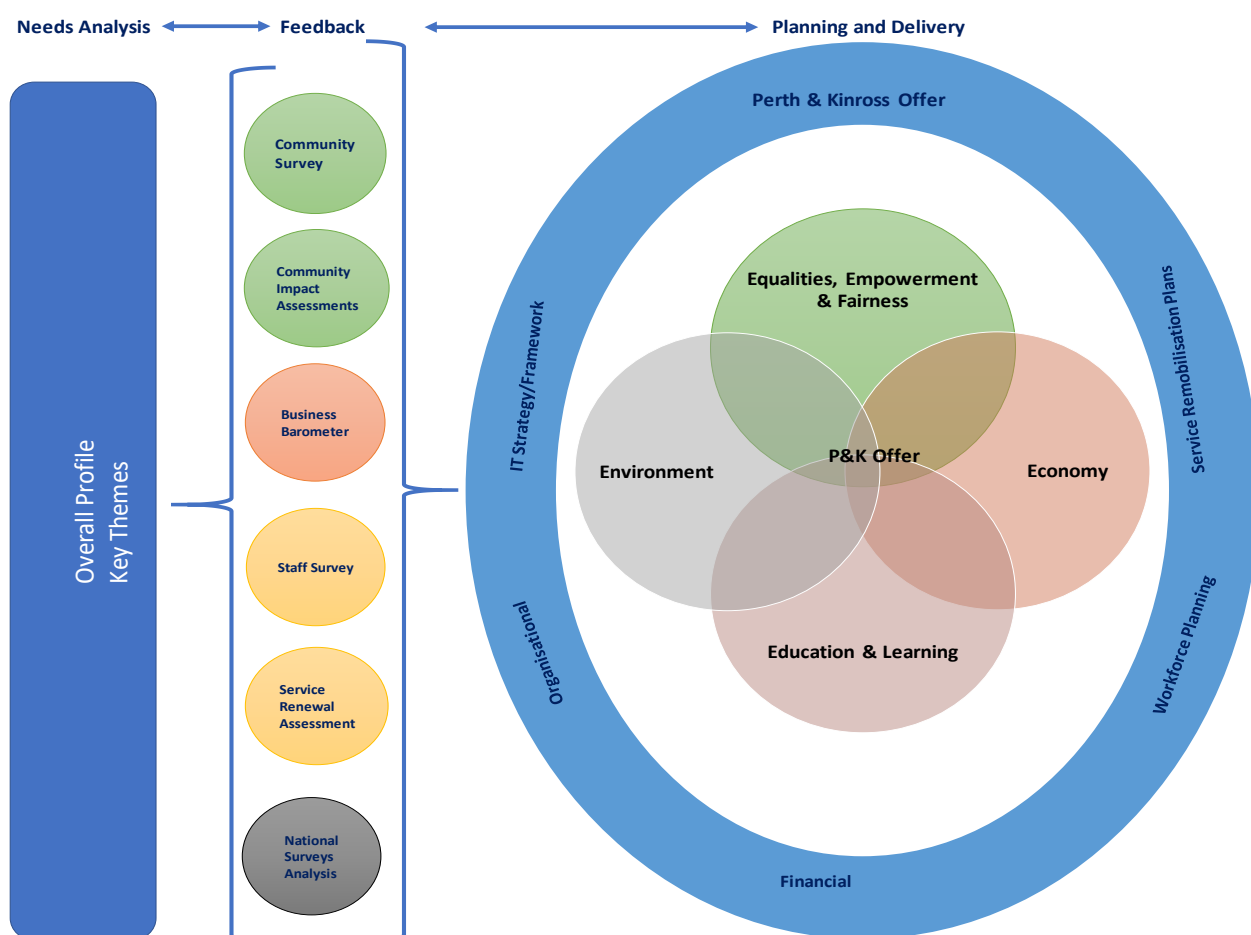 Needs Analysis
Feedback
Planning and Delivery
Overall Profile
Key Themes
Community
Survey
Community
Impact
Assessments
Business
Barometer
Staff Survey
Service
Renewal
Assessment
National
Surveys
Analysis
Perth & Kinross Offer
IT Strategy/Framework
Service Remobilisation Plans
Organisational
Workforce Planning
Financial
Equalities, Empowerment
& Fairness
Environment
P&K Offer
Economy
Education & Learning